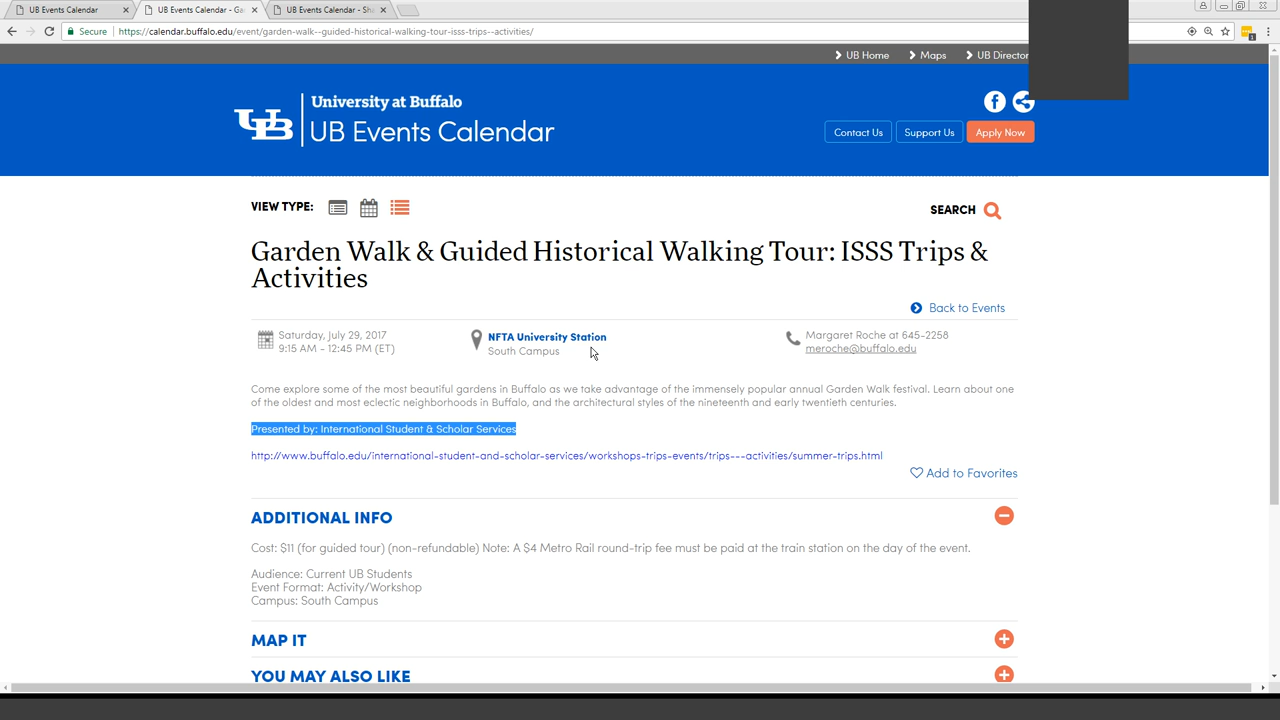 UB Events Calendar
UB Events Calendar - Ga
UB Events Calendar - Sh
Secure
https://calendar.buffalo.edu/event/garden-walk--guided-historical-walking-tour-isss-trips--activities/
UB Home
Maps
UB Director
University at Buffalo
UB
UB Events Calendar
Contact Us
Support Us
Apply Now
VIEW TYPE:
SEARCH
Garden Walk & Guided Historical Walking Tour: ISSS Trips &
Activities
Back to Events
Saturday, July 29, 2017
9:15 AM - 12:45 PM (ET)
NFTA University Station
South Campus
Margaret Roche at 645-2258
meroche@buffalo.edu
Come explore some of the most beautiful gardens in Buffalo as we take advantage of the immensely popular annual Garden Walk festival. Learn about one
of the oldest and most eclectic neighborhoods in Buffalo, and the architectural styles of the nineteenth and early twentieth centuries.
Presented by: International Student & Scholar Services
http://www.buffalo.edu/international-student-and-scholar-services/workshops-trips-events/trips---activities/summer-trips.html
Add to Favorites
ADDITIONAL INFO
Cost: $11 (for guided tour) (non-refundable) Note: A $4 Metro Rail round-trip fee must be paid at the train station on the day of the event.
Audience: Current UB Students
Event Format: Activity/Workshop
Campus: South Campus
MAP IT
YOU MAY ALSO LIKE